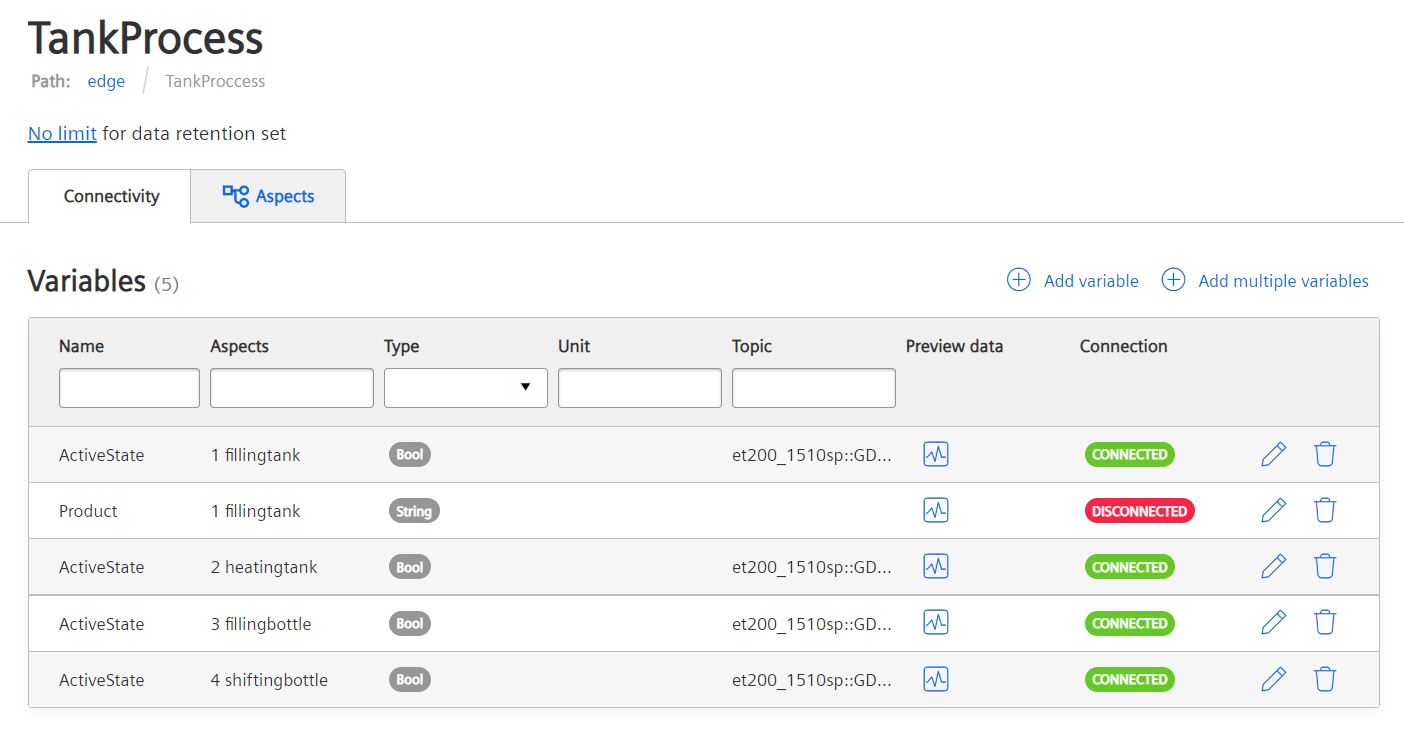 TankProcess
Path: edge / TankProccess
No limit for data retention set
Connectivity Aspects
Variables (5) Add variable Add multiple variables
Name Aspects Type Unit Topic Preview data Connection
ActiveState 1 fillingtank Bool et200_1510sp::GD... CONNECTED
Product 1 fillingtank String DISCONNECTED
ActiveState 2 heatingtank Bool et200_1510sp::GD... CONNECTED
ActiveState 3 fillingbottle Bool et200_1510sp::GD... CONNECTED
ActiveState 4 shiftingbottle Bool et200_1510sp::GD... CONNECTED